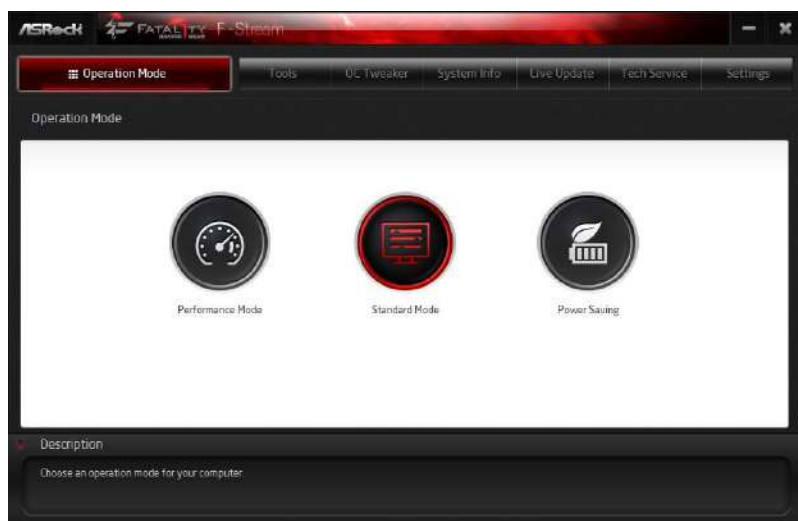 ASRock FATAL1TY F-Stream
Operation Mode Tools OC Tweaker System Info Live Update Tech Service Settings
Operation Mode
Performance Mode Standard Mode Power Saving
Description
Choose an operation mode for your computer